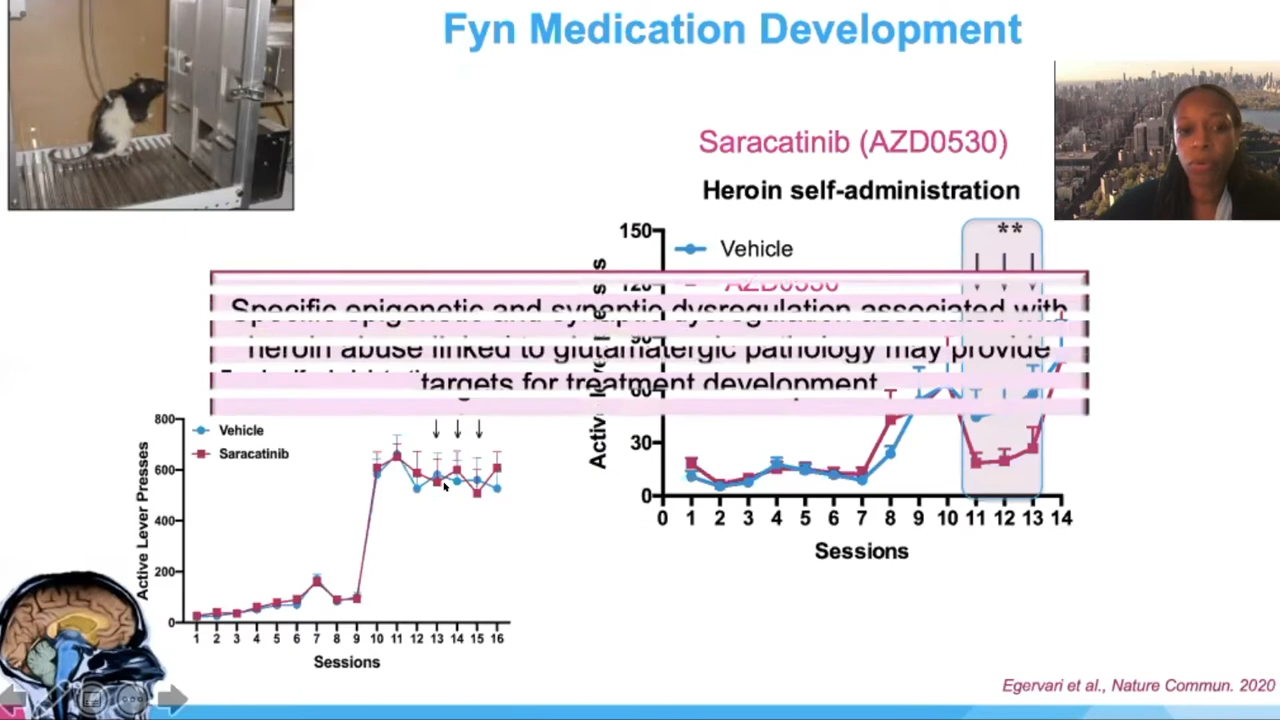 Fyn Medication Development
Saracatinib (AZD0530)
Heroin self-administration
150
120
90
60
30
0
Vehicle
AZD0530
**
Specific epigenetic and synaptic dysregulation associated with
heroin abuse linked to glutamatergic pathology may provide
targets for treatment development
0 1 2 3 4 5 6 7 8 9 10 11 12 13 14
Sessions
800
600
400
200
0
Vehicle
Saracatinib
Active Lever Presses
1 2 3 4 5 6 7 8 9 10 11 12 13 14 15 16
Sessions
Egervari et al., Nature Commun. 2020